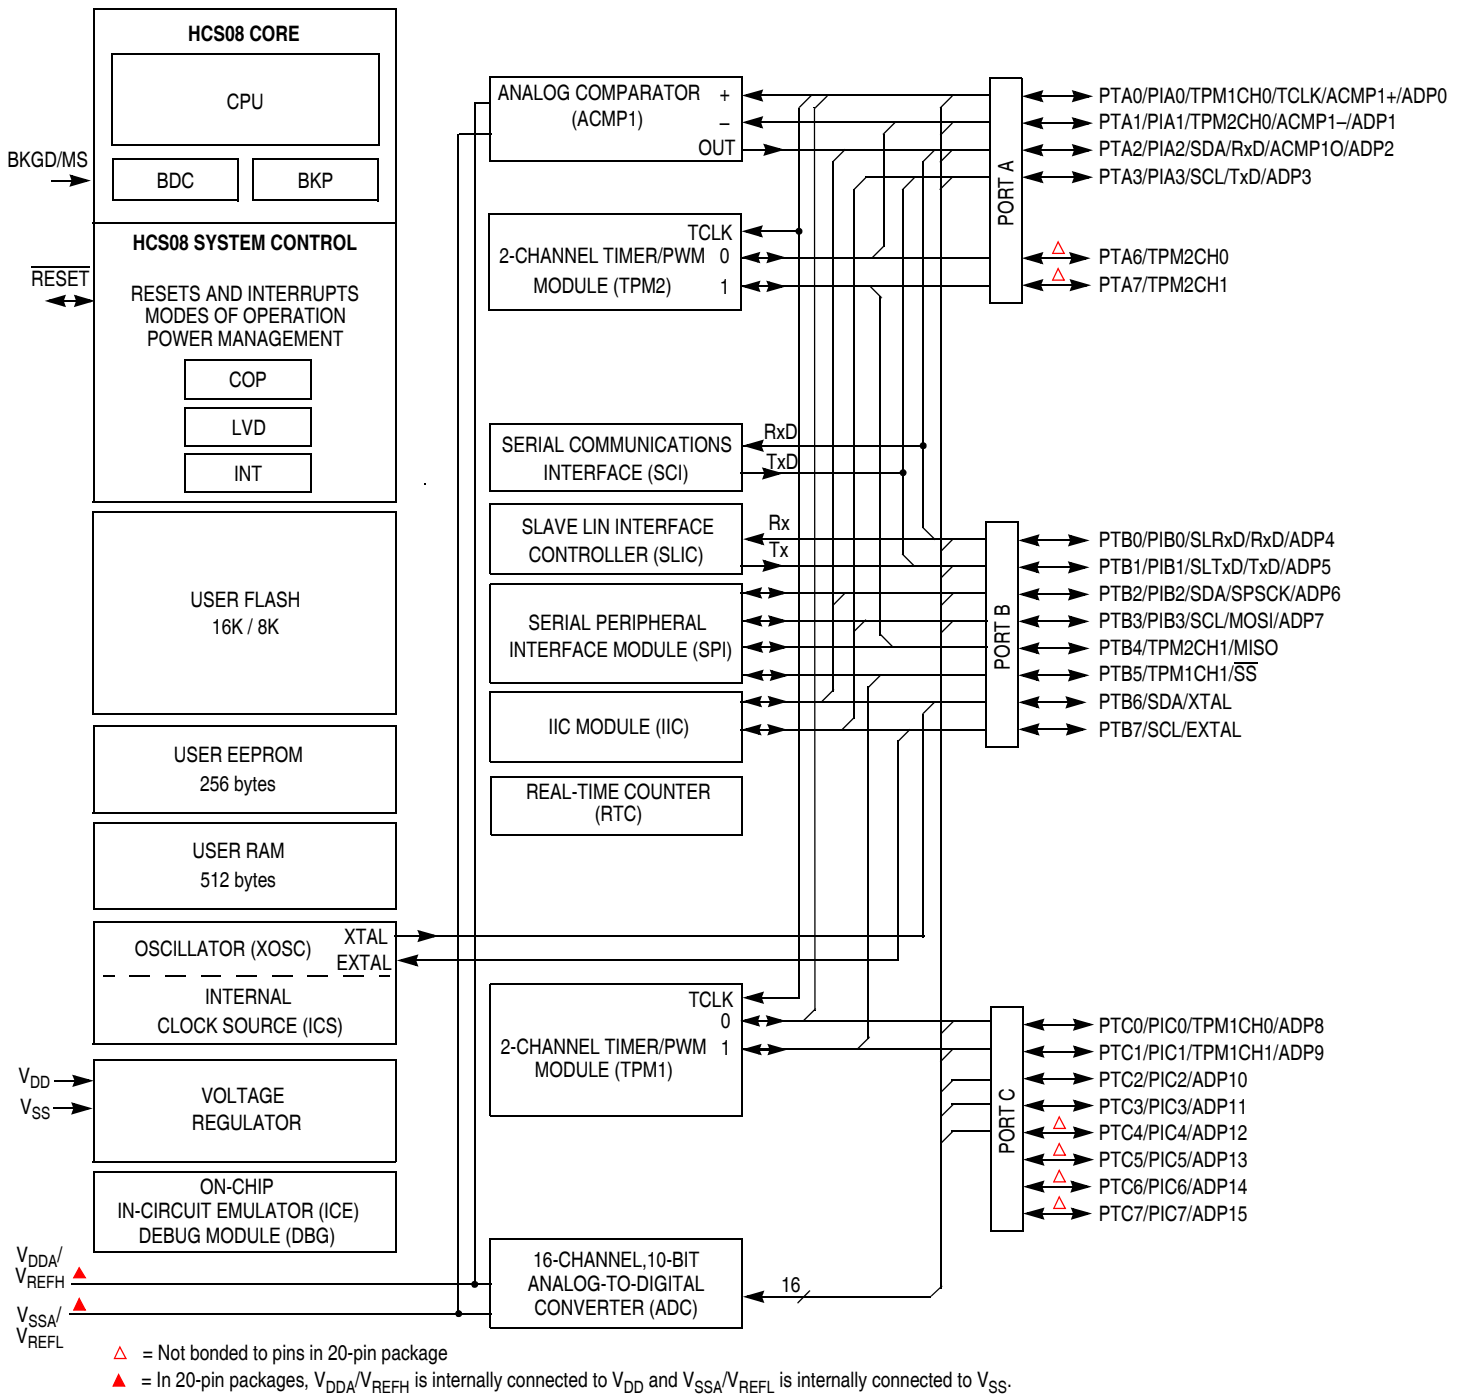 HCS08 CORE
CPU
BDC
BKP
BKGD/MS
HCS08 SYSTEM CONTROL
RESET
RESETS AND INTERRUPTS
MODES OF OPERATION
POWER MANAGEMENT
COP
LVD
INT
USER FLASH
16K / 8K
USER EEPROM
256 bytes
USER RAM
512 bytes
OSCILLATOR (XOSC)
XTAL
EXTAL
INTERNAL
CLOCK SOURCE (ICS)
VDD
VSS
VOLTAGE
REGULATOR
ON-CHIP
IN-CIRCUIT EMULATOR (ICE)
DEBUG MODULE (DBG)
VDDA/
VREFH
VSSA/
VREFL
ANALOG COMPARATOR
(ACMP1)
+
–
OUT
TCLK
2-CHANNEL TIMER/PWM
MODULE (TPM2)
0
1
SERIAL COMMUNICATIONS
INTERFACE (SCI)
RxD
TxD
SLAVE LIN INTERFACE
CONTROLLER (SLIC)
Rx
Tx
SERIAL PERIPHERAL
INTERFACE MODULE (SPI)
IIC MODULE (IIC)
REAL-TIME COUNTER
(RTC)
TCLK
0
2-CHANNEL TIMER/PWM
MODULE (TPM1)
1
16-CHANNEL,10-BIT
ANALOG-TO-DIGITAL
CONVERTER (ADC)
16
PORT A
PTA0/PIA0/TPM1CH0/TCLK/ACMP1+/ADP0
PTA1/PIA1/TPM2CH0/ACMP1–/ADP1
PTA2/PIA2/SDA/RxD/ACMP1O/ADP2
PTA3/PIA3/SCL/TxD/ADP3
PTA6/TPM2CH0
PTA7/TPM2CH1
PORT B
PTB0/PIB0/SLRxD/RxD/ADP4
PTB1/PIB1/SLTxD/TxD/ADP5
PTB2/PIB2/SDA/SPSCK/ADP6
PTB3/PIB3/SCL/MOSI/ADP7
PTB4/TPM2CH1/MISO
PTB5/TPM1CH1/SS
PTB6/SDA/XTAL
PTB7/SCL/EXTAL
PORT C
PTC0/PIC0/TPM1CH0/ADP8
PTC1/PIC1/TPM1CH1/ADP9
PTC2/PIC2/ADP10
PTC3/PIC3/ADP11
PTC4/PIC4/ADP12
PTC5/PIC5/ADP13
PTC6/PIC6/ADP14
PTC7/PIC7/ADP15
△ = Not bonded to pins in 20-pin package
▲ = In 20-pin packages, VDDA/VREFH is internally connected to VDD and VSSA/VREFL is internally connected to VSS.